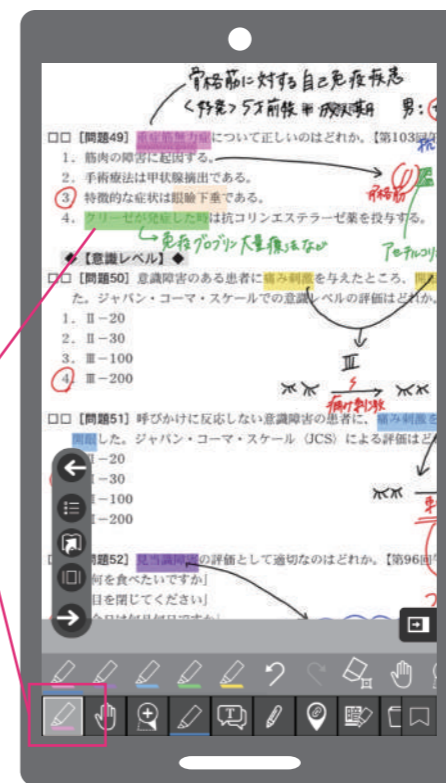 骨格筋に対する自己免疫疾患
<好発> 5才前後 男:
□□ [問題49] 重症筋無力症について正しいのはどれか。【第103回
1. 筋肉の障害に起因する。
2. 手術療法は甲状腺摘出である。
骨格筋
3. 特徴的な症状は眼瞼下垂である。
4. クリーゼが発症した時は抗コリンエステラーゼ薬を投与する。
免疫グロブリン大量療法など
アセチルコリ
◆【意識レベル】◆
□□ [問題50] 意識障害のある患者に痛み刺激を与えたところ、開眼
た。ジャパン・コーマ・スケールでの意識レベルの評価はどれか。
1. Ⅱ-20
2. Ⅱ-30
3. Ⅲ-100
4. Ⅲ-200
Ⅲ
痛み刺激
□□ [問題51] 呼びかけに反応しない意識障害の患者に、痛み刺激を
開眼した。ジャパン・コーマ・スケール(JCS)による評価はど
-20
-30
-100
-200
問題52] 見当識障害の評価として適切なのはどれか。【第96回
何を食べたいですか」
目を閉じてください」